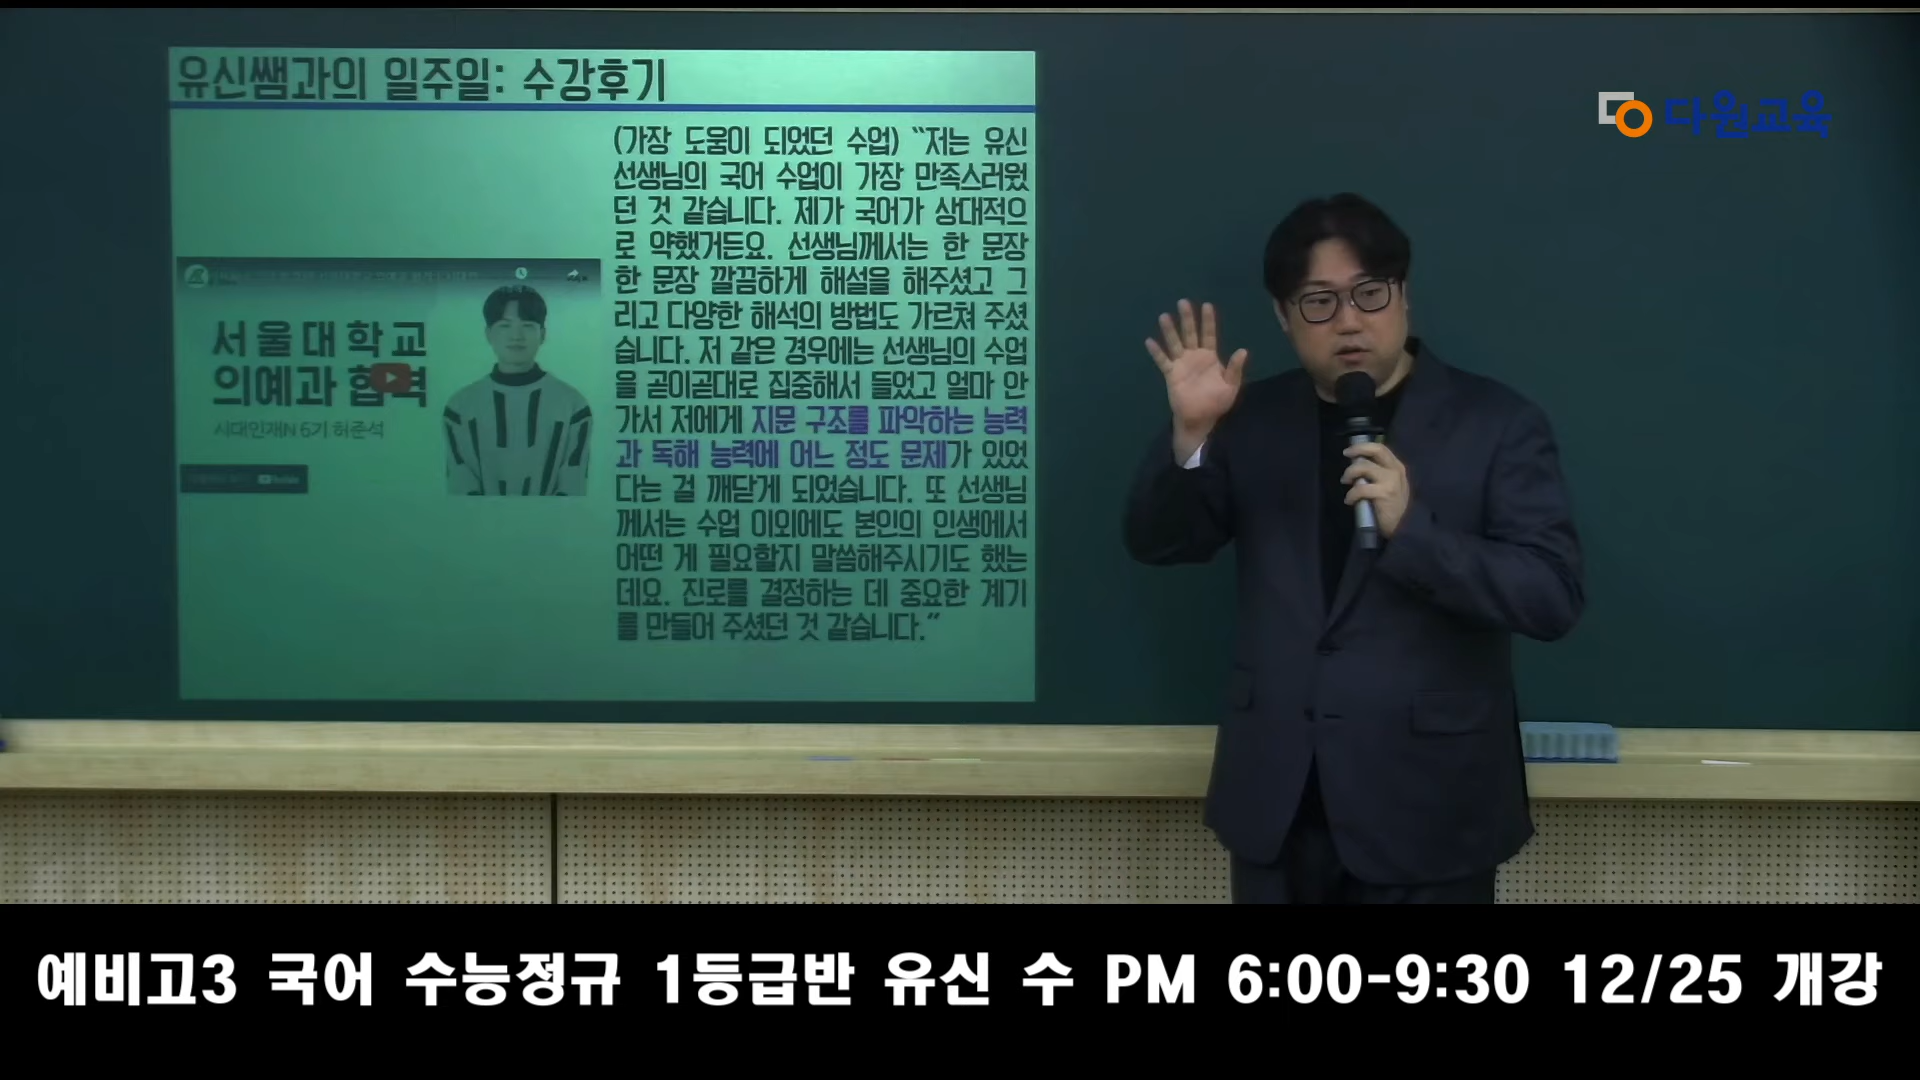 유신쌤과의 일주일: 수강후기
다원교육
(가장 도움이 되었던 수업) “저는 유신
선생님의 국어 수업이 가장 만족스러웠
던 것 같습니다. 제가 국어가 상대적으
로 약했거든요. 선생님께서는 한 문장
한 문장 깔끔하게 해설을 해주셨고 그
리고 다양한 해석의 방법도 가르쳐 주셨
습니다. 저 같은 경우에는 선생님의 수업
을 곧이곧대로 집중해서 들었고 얼마 안
가서 저에게 지문 구조를 파악하는 능력
과 독해 능력에 어느 정도 문제가 있었
다는 걸 깨닫게 되었습니다. 또 선생님
께서는 수업 이외에도 본인의 인생에서
어떤 게 필요할지 말씀해주시기도 했는
데요. 진로를 결정하는 데 중요한 계기
를 만들어 주셨던 것 같습니다.“
서울대학교
의예과 합격
시대인재N 6기 허준석
YouTube
예비고3 국어 수능정규 1등급반 유신 수 PM 6:00-9:30 12/25 개강